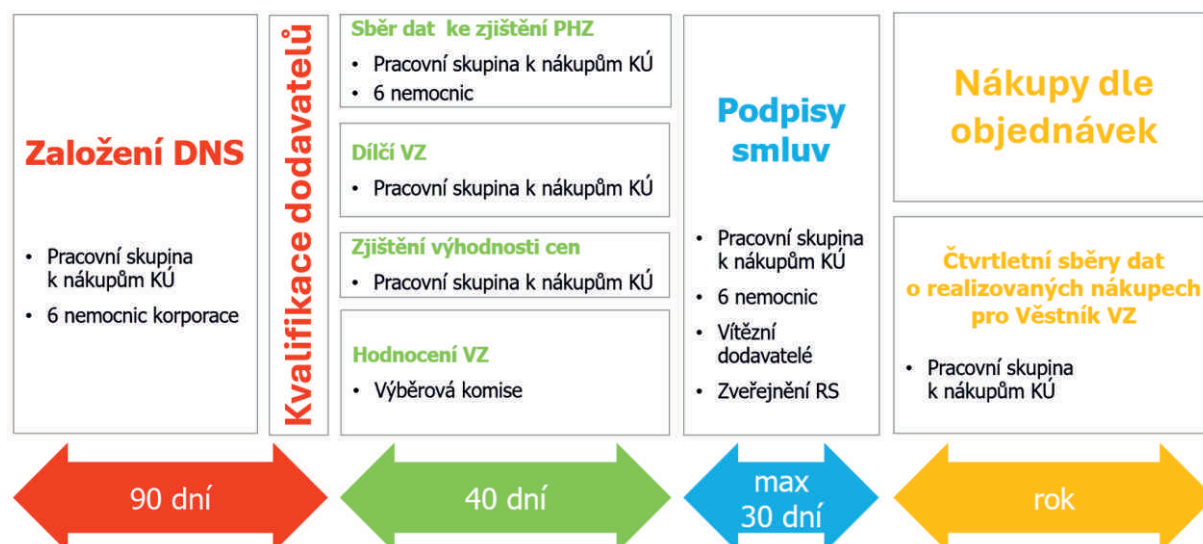 Založení DNS
• Pracovní skupina
k nákupům KÚ
• 6 nemocnic korporace
Kvalifikace dodavatelů
Sběr dat ke zjištění PHZ
• Pracovní skupina k nákupům KÚ
• 6 nemocnic
Dílčí VZ
• Pracovní skupina k nákupům KÚ
Zjištění výhodnosti cen
• Pracovní skupina k nákupům KÚ
Hodnocení VZ
• Výběrová komise
Podpisy
smluv
• Pracovní skupina
k nákupům KÚ
• 6 nemocnic
• Vítězní
dodavatelé
• Zveřejnění RS
Nákupy dle
objednávek
Čtvrtletní sběry dat
o realizovaných nákupech
pro Věstník VZ
• Pracovní skupina
k nákupům KÚ
90 dní
40 dní
max
30 dní
rok